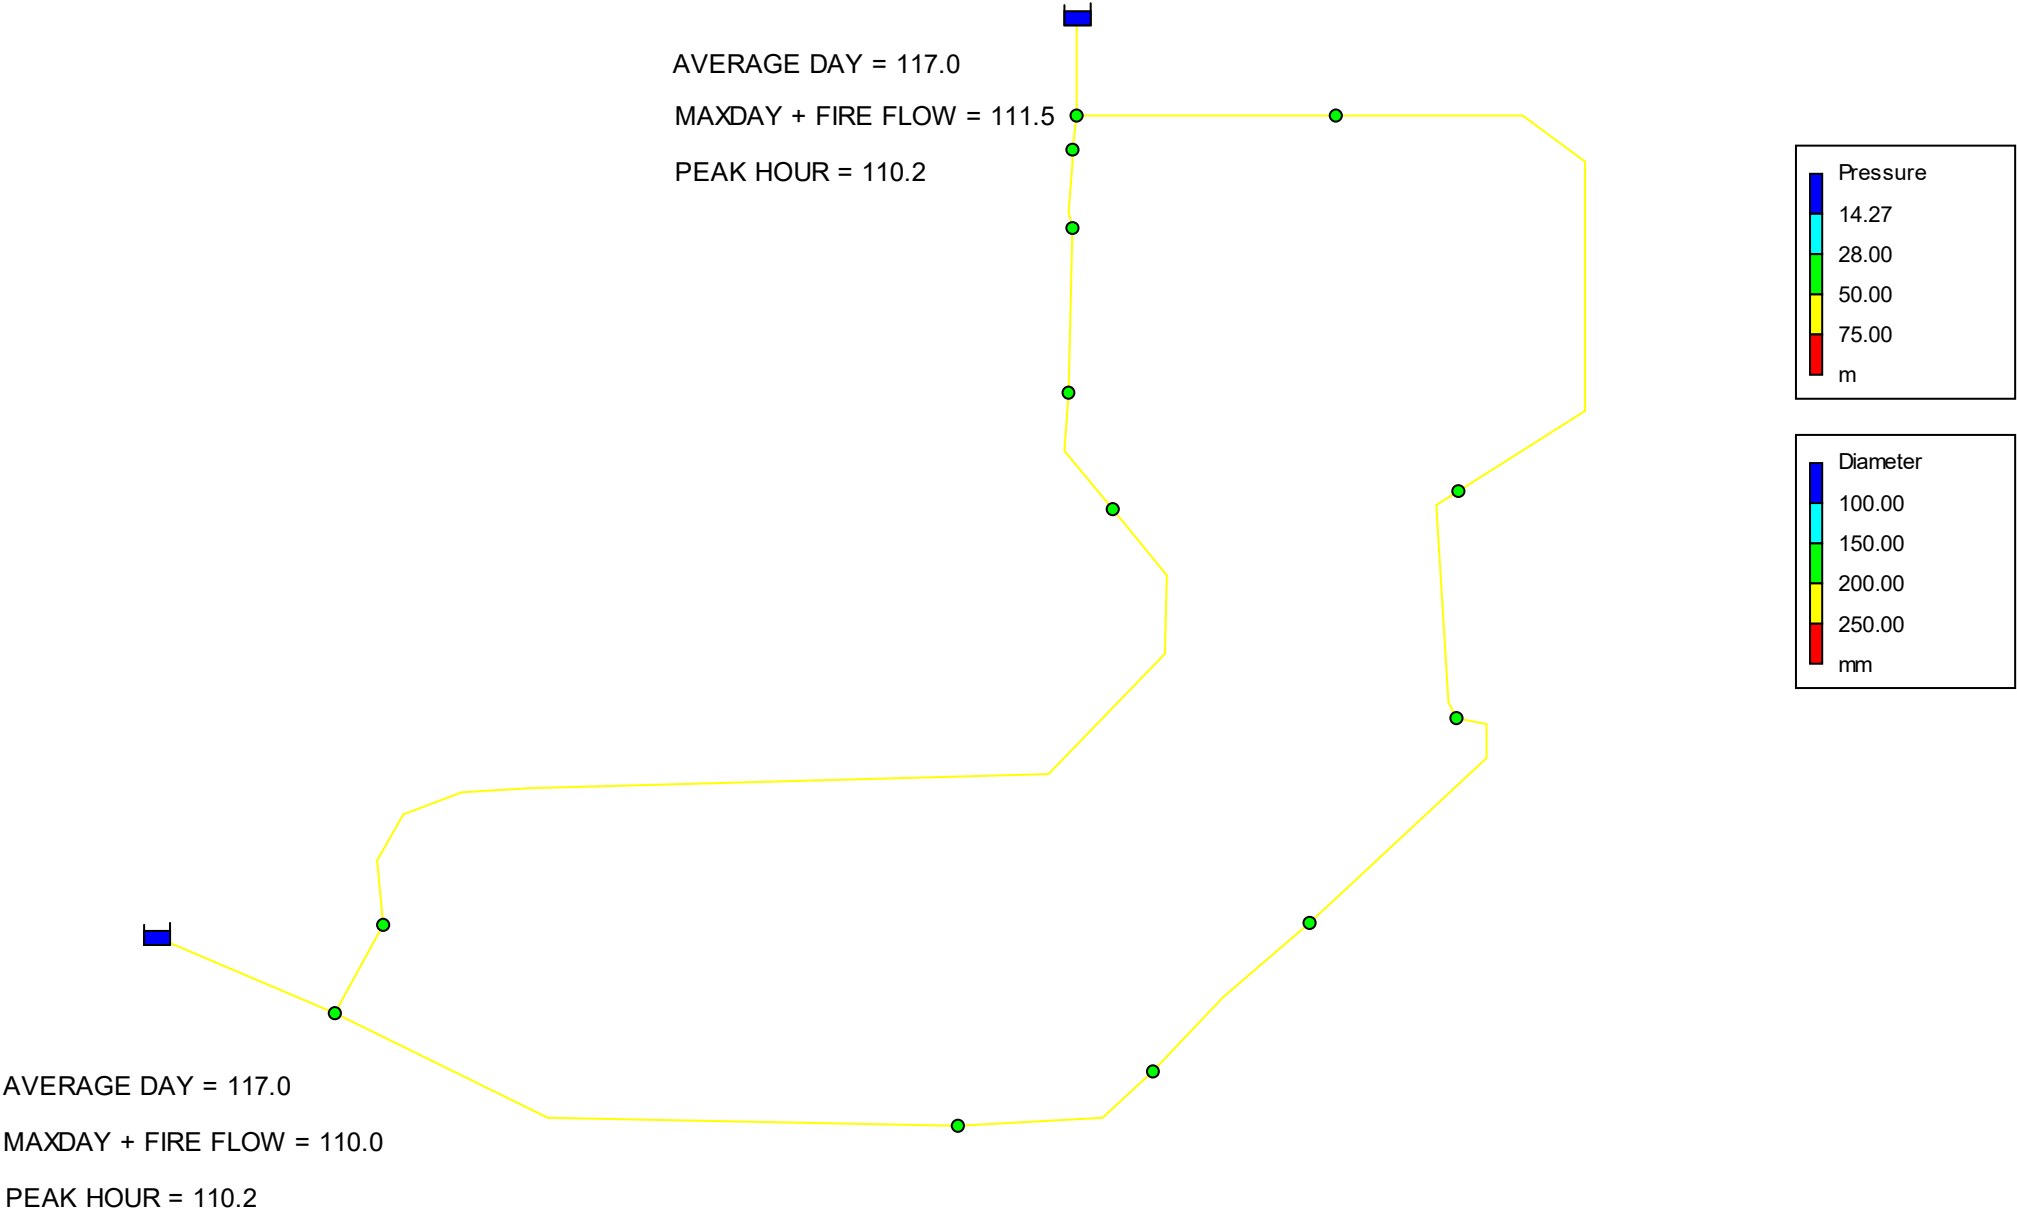 AVERAGE DAY = 117.0
MAXDAY + FIRE FLOW = 111.5
PEAK HOUR = 110.2
Pressure
14.27
28.00
50.00
75.00
m
Diameter
100.00
150.00
200.00
250.00
mm
AVERAGE DAY = 117.0
MAXDAY + FIRE FLOW = 110.0
PEAK HOUR = 110.2